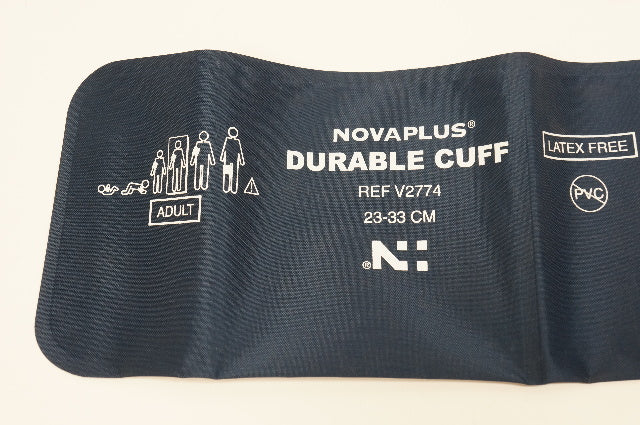 NOVAPLUS®
DURABLE CUFF
REF V2774
23-33 CM
®N
ADULT
LATEX FREE
PVC